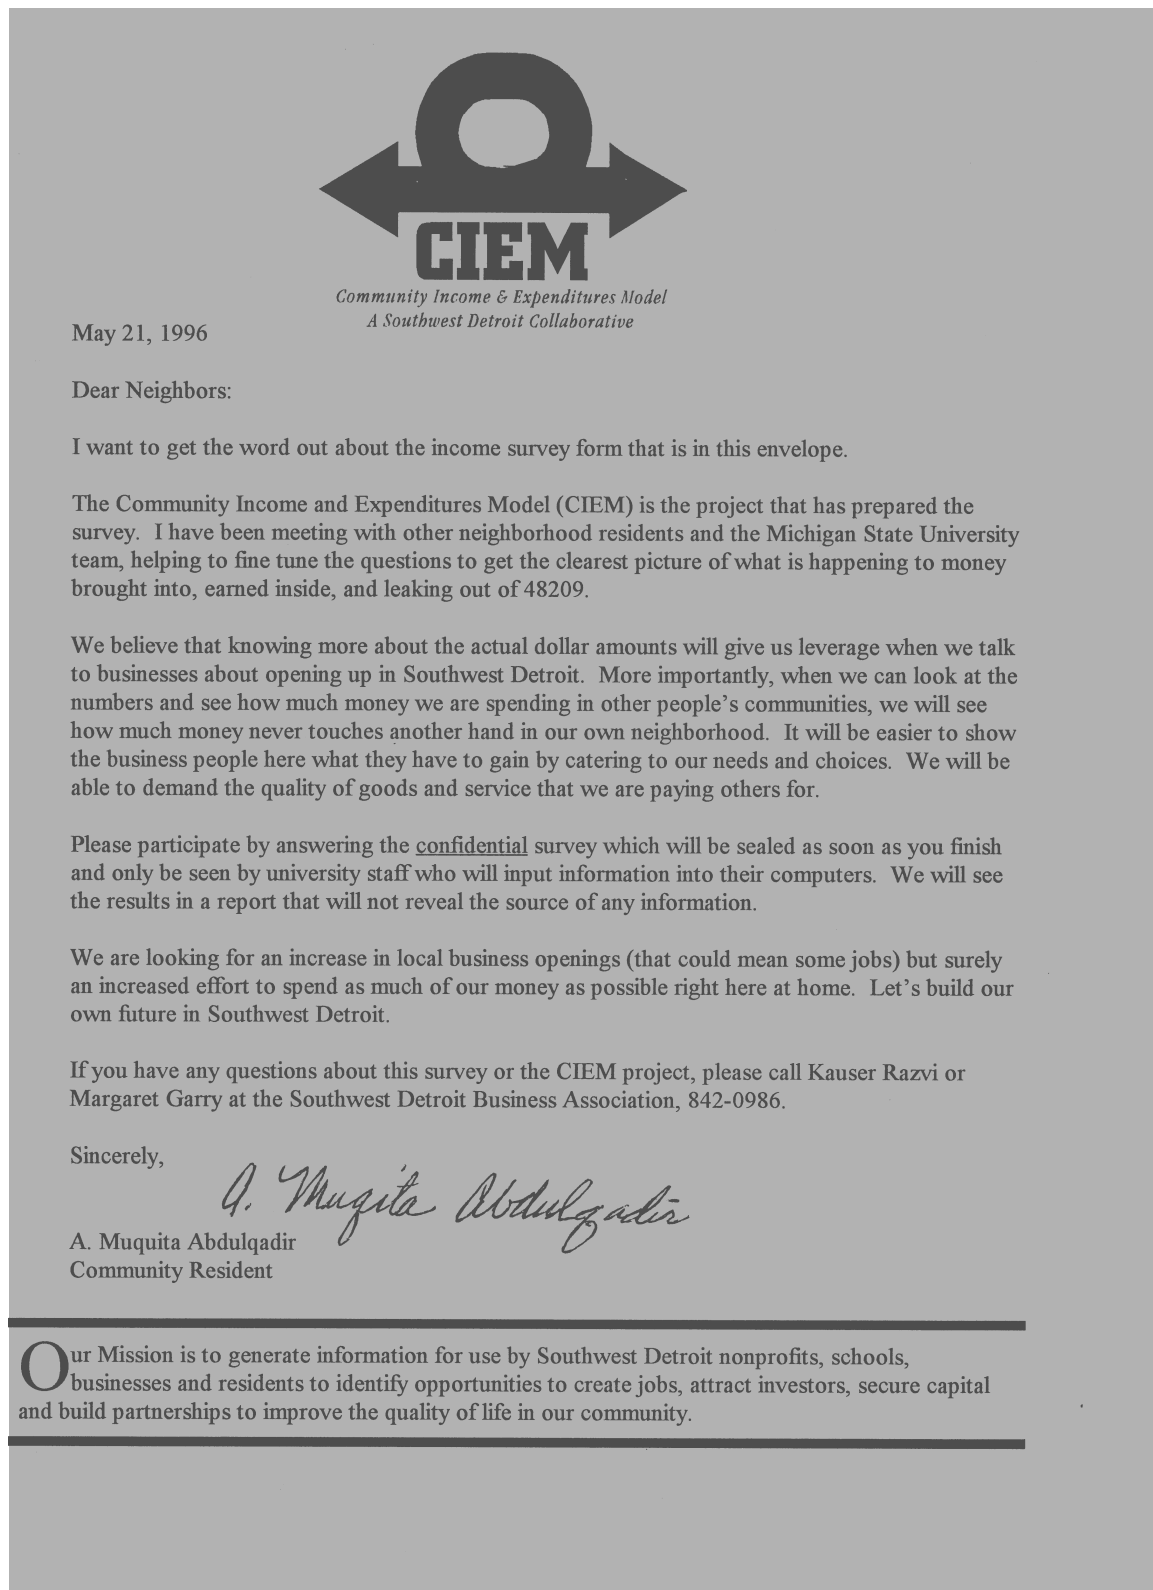 CIEM
Community Income & Expenditures Model
A Southwest Detroit Collaborative
May 21, 1996
Dear Neighbors:
I want to get the word out about the income survey form that is in this envelope.
The Community Income and Expenditures Model (CIEM) is the project that has prepared the
survey.  I have been meeting with other neighborhood residents and the Michigan State University
team, helping to fine tune the questions to get the clearest picture of what is happening to money
brought into, earned inside, and leaking out of 48209.
We believe that knowing more about the actual dollar amounts will give us leverage when we talk
to businesses about opening up in Southwest Detroit.  More importantly, when we can look at the
numbers and see how much money we are spending in other people's communities, we will see
how much money never touches another hand in our own neighborhood.  It will be easier to show
the business people here what they have to gain by catering to our needs and choices.  We will be
able to demand the quality of goods and service that we are paying others for.
Please participate by answering the confidential survey which will be sealed as soon as you finish
and only be seen by university staff who will input information into their computers.  We will see
the results in a report that will not reveal the source of any information.
We are looking for an increase in local business openings (that could mean some jobs) but surely
an increased effort to spend as much of our money as possible right here at home.  Let's build our
own future in Southwest Detroit.
If you have any questions about this survey or the CIEM project, please call Kauser Razvi or
Margaret Garry at the Southwest Detroit Business Association, 842-0986.
Sincerely,
A. Muqita Abdulqadir
A. Muquita Abdulqadir
Community Resident
Our Mission is to generate information for use by Southwest Detroit nonprofits, schools,
businesses and residents to identify opportunities to create jobs, attract investors, secure capital
and build partnerships to improve the quality of life in our community.